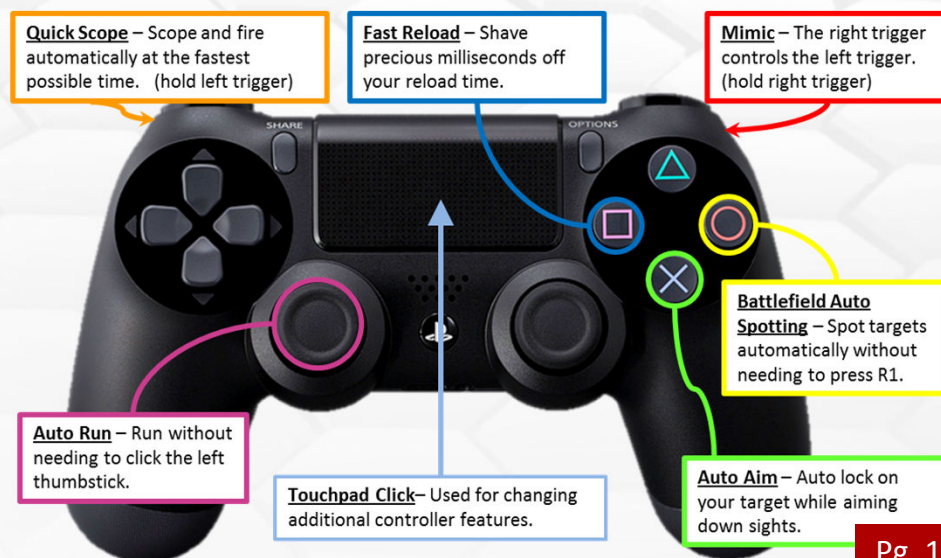 Quick Scope – Scope and fire
automatically at the fastest
possible time.   (hold left trigger)
Fast Reload – Shave
precious milliseconds off
your reload time.
Mimic – The right trigger
controls the left trigger.
(hold right trigger)
SHARE
OPTIONS
Battlefield Auto
Spotting – Spot targets
automatically without
needing to press R1.
Auto Run – Run without
needing to click the left
thumbstick.
Touchpad Click– Used for changing
additional controller features.
Auto Aim – Auto lock on
your target while aiming
down sights.
Pg. 1